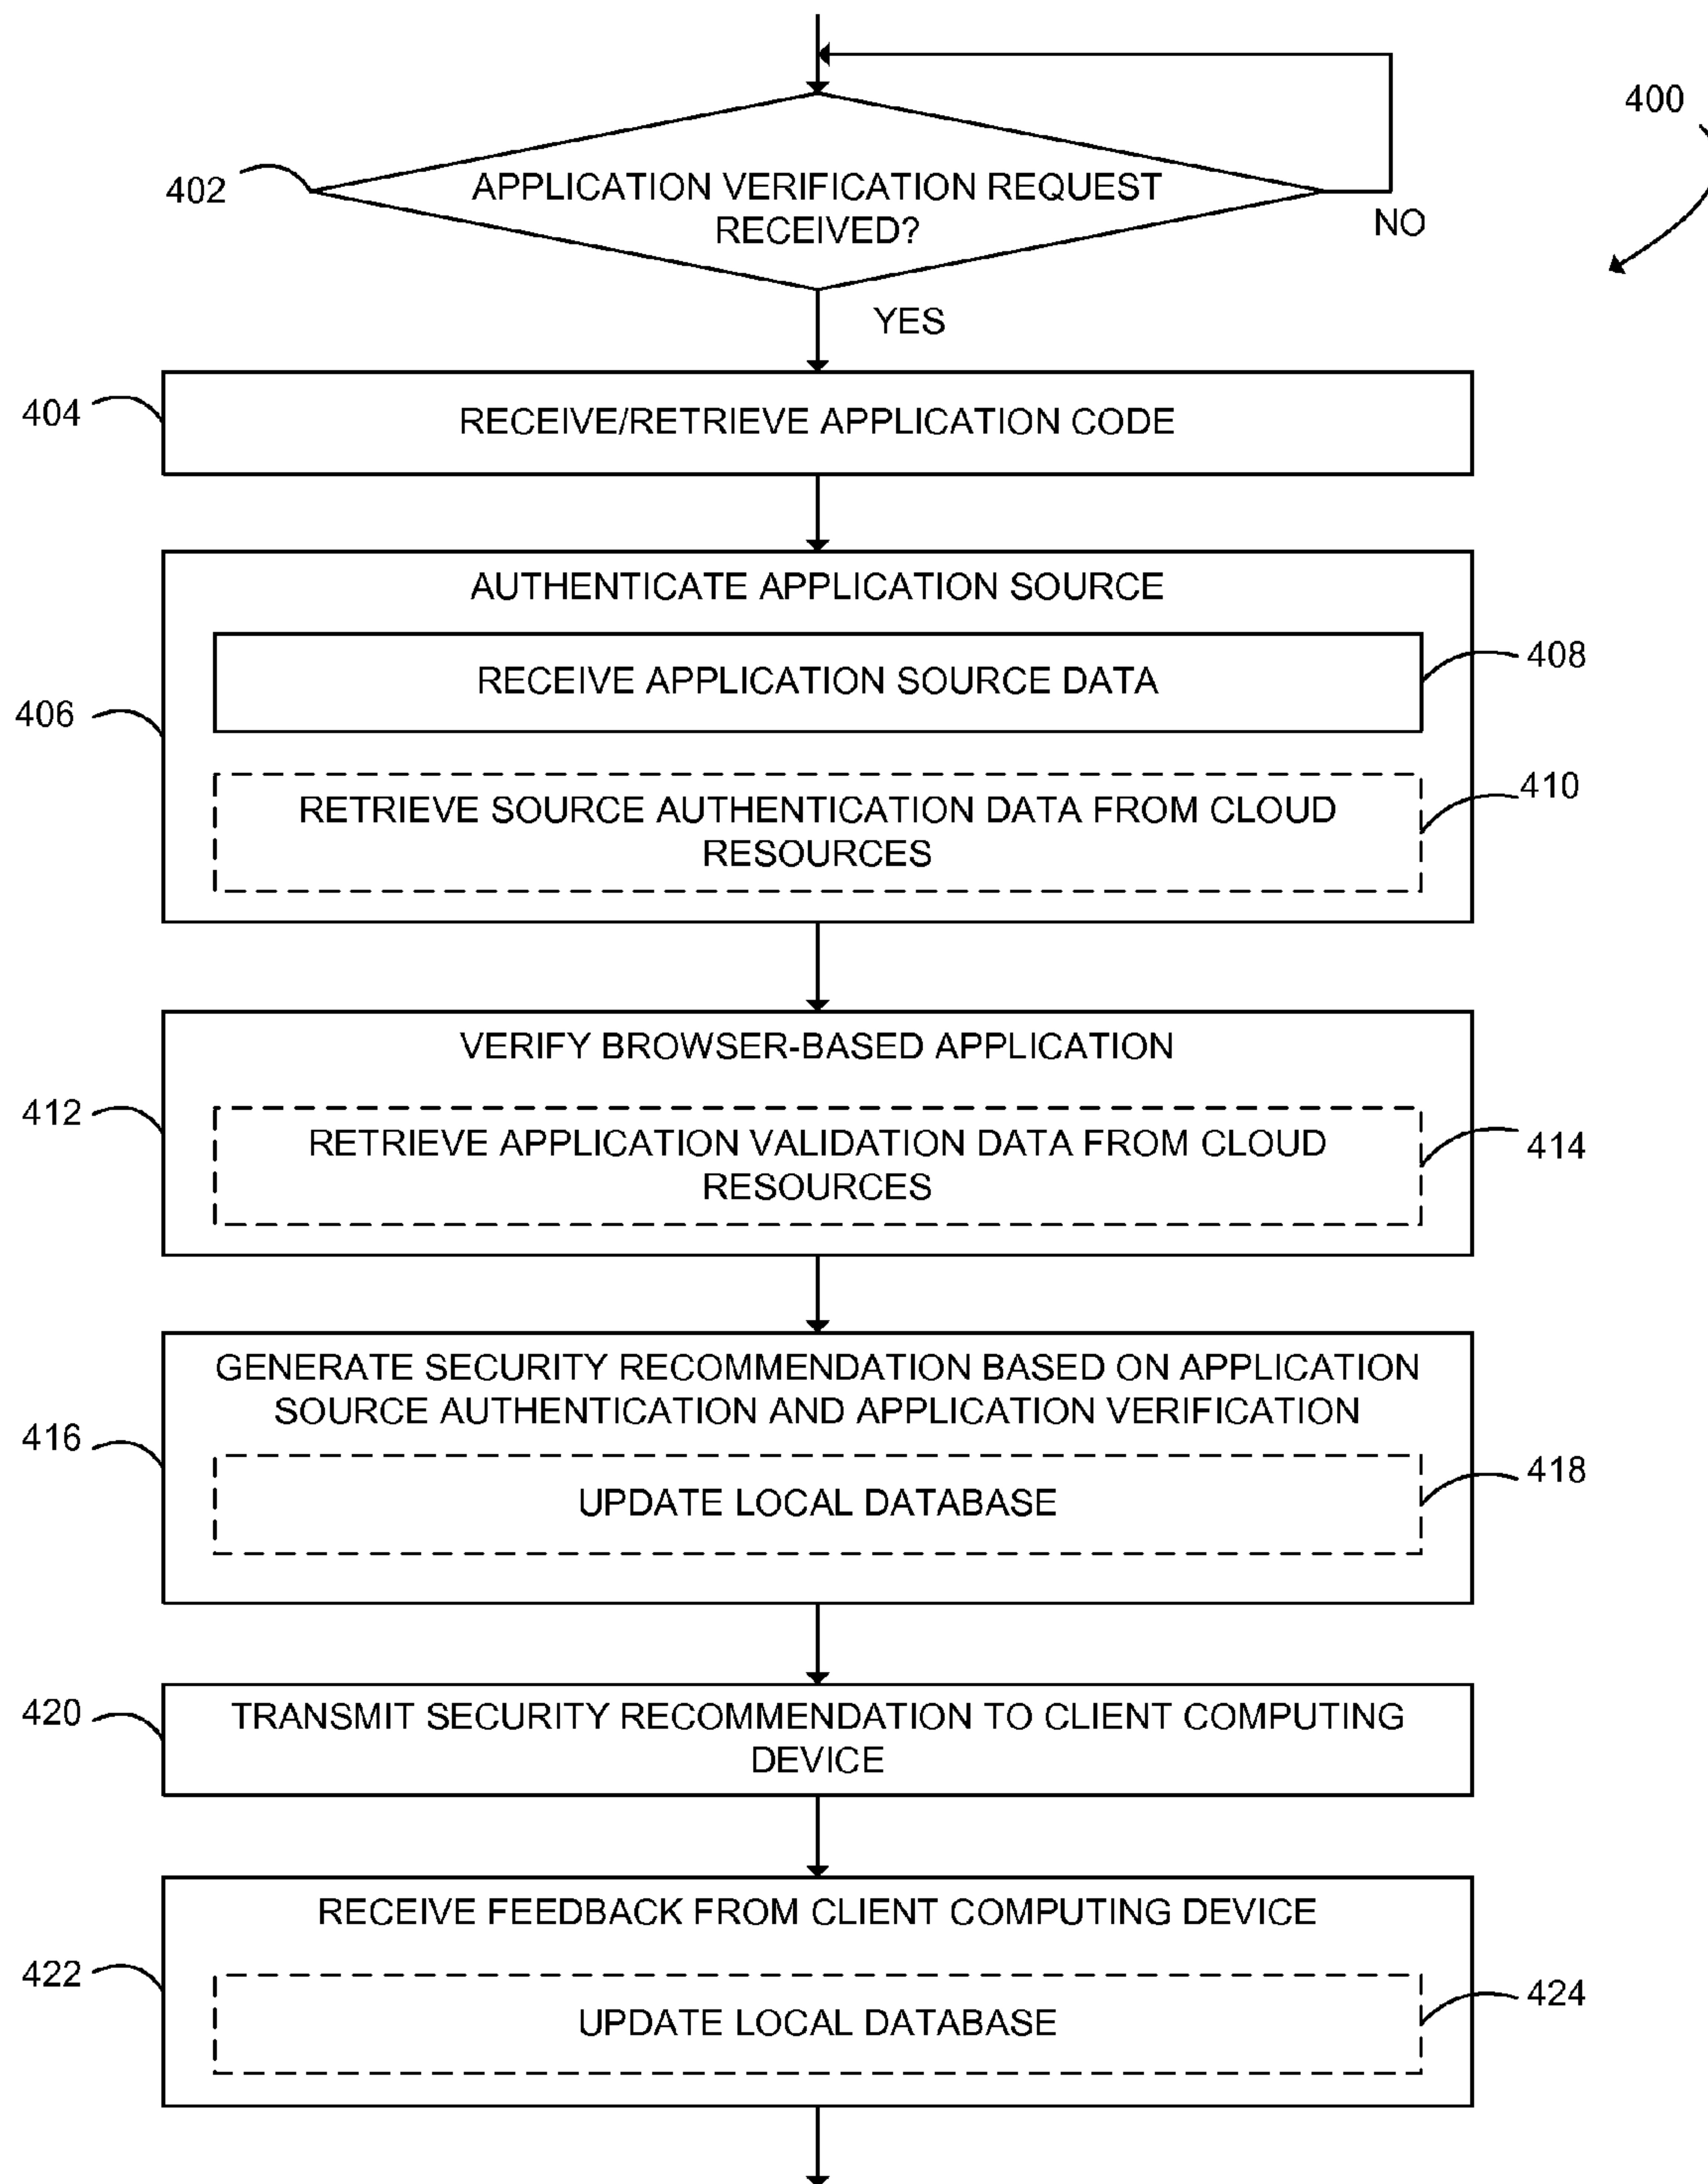 400
402
APPLICATION VERIFICATION REQUEST
RECEIVED?
NO
YES
404
RECEIVE/RETRIEVE APPLICATION CODE
AUTHENTICATE APPLICATION SOURCE
406
RECEIVE APPLICATION SOURCE DATA
408
RETRIEVE SOURCE AUTHENTICATION DATA FROM CLOUD
RESOURCES
410
VERIFY BROWSER-BASED APPLICATION
412
RETRIEVE APPLICATION VALIDATION DATA FROM CLOUD
RESOURCES
414
GENERATE SECURITY RECOMMENDATION BASED ON APPLICATION
SOURCE AUTHENTICATION AND APPLICATION VERIFICATION
416
UPDATE LOCAL DATABASE
418
420
TRANSMIT SECURITY RECOMMENDATION TO CLIENT COMPUTING
DEVICE
RECEIVE FEEDBACK FROM CLIENT COMPUTING DEVICE
422
UPDATE LOCAL DATABASE
424